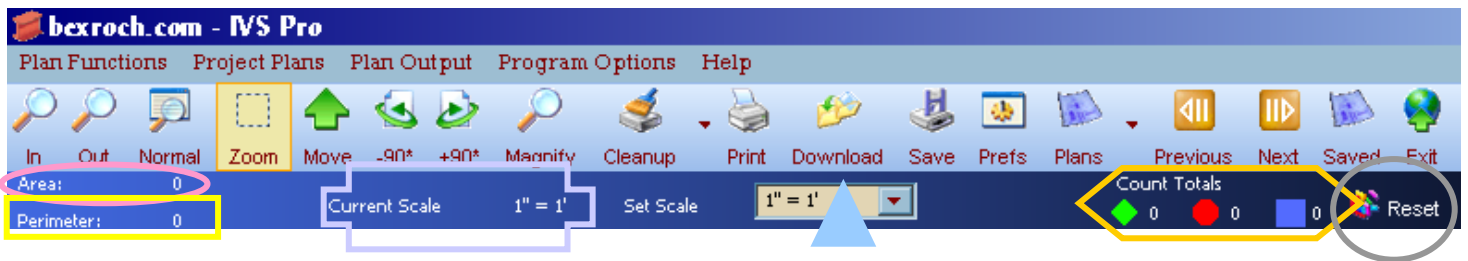 bexroch.com - IVS Pro
Plan Functions Project Plans Plan Output Program Options Help
In Out Normal Zoom Move -90* +90* Magnify Cleanup Print Download Save Prefs Plans Previous Next Saved Exit
Area: 0
Perimeter: 0
Current Scale 1" = 1' Set Scale 1" = 1'
Count Totals
0 0 0 Reset